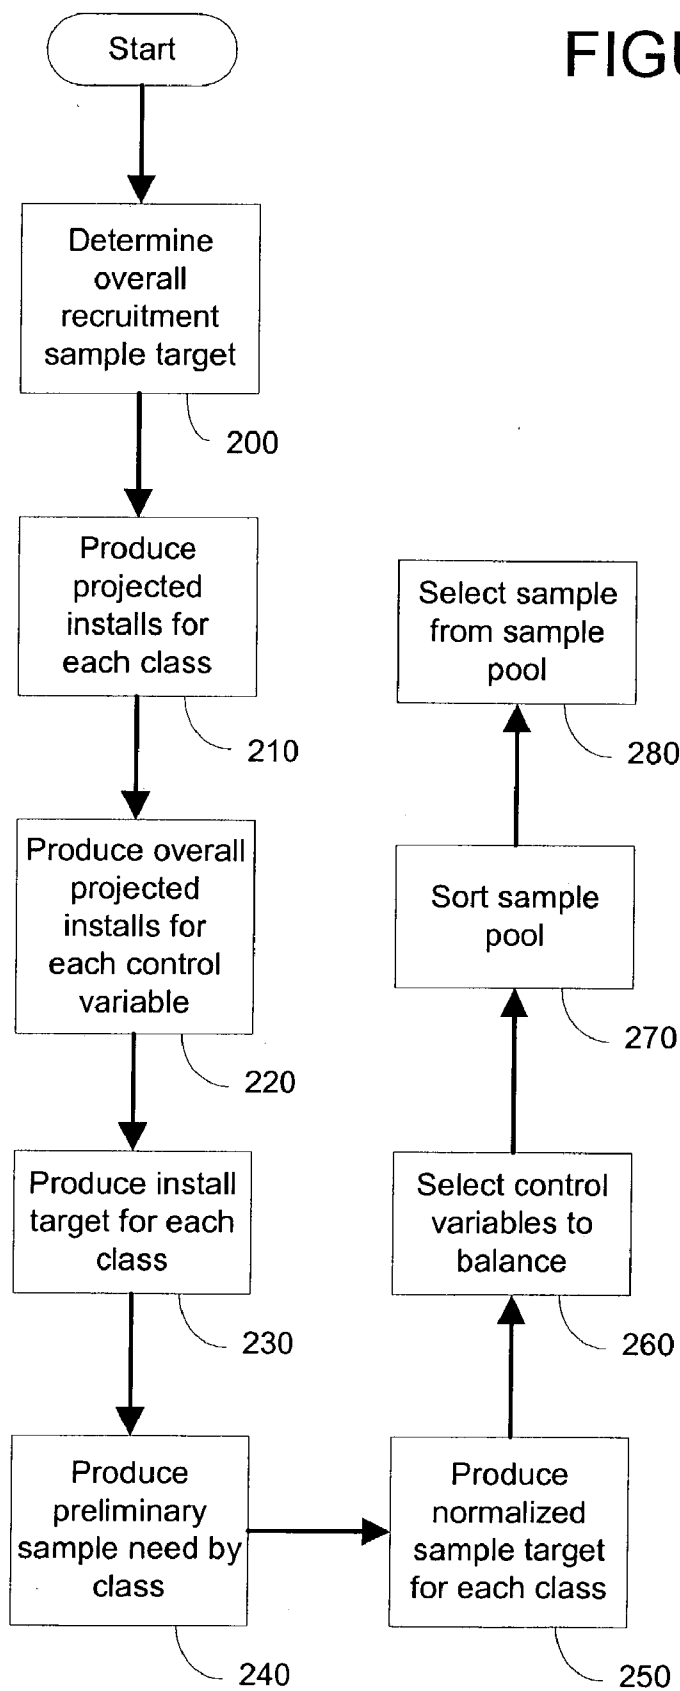 Start
FIGU
Determine
overall
recruitment
sample target
200
Produce
projected
installs for
each class
210
Produce overall
projected
installs for
each control
variable
220
Produce install
target for each
class
230
Produce
preliminary
sample need by
class
240
Produce
normalized
sample target
for each class
250
Select control
variables to
balance
260
Sort sample
pool
270
Select sample
from sample
pool
280